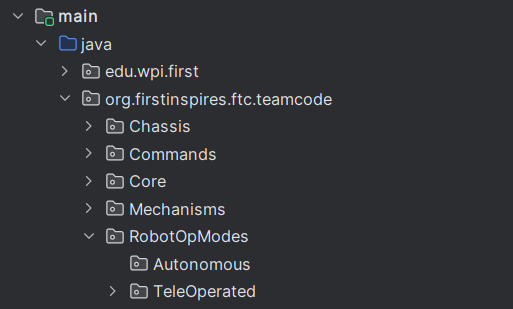 main
java
edu.wpi.first
org.firstinspires.ftc.teamcode
Chassis
Commands
Core
Mechanisms
RobotOpModes
Autonomous
TeleOperated